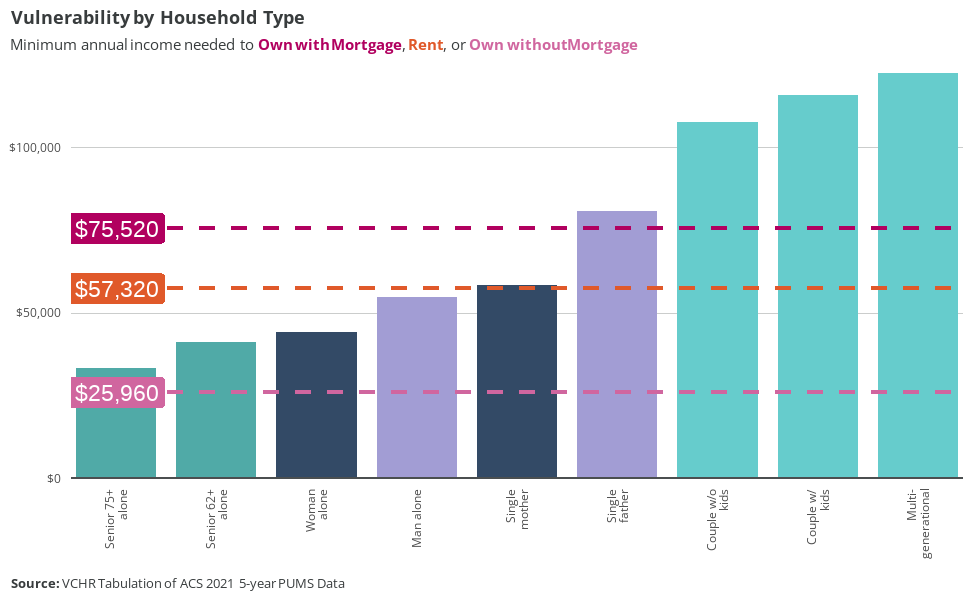 Vulnerability by Household Type
Minimum annual income needed to Own with Mortgage, Rent, or Own without Mortgage
$100,000
$75,520
$57,320
$50,000
$25,960
$0
Senior 75+
alone
Senior 62+
alone
Woman
alone
Man alone
Single
mother
Single
father
Couple w/o
kids
Couple w/
kids
Multi-
generational
Source: VCHR Tabulation of ACS 2021 5-year PUMS Data